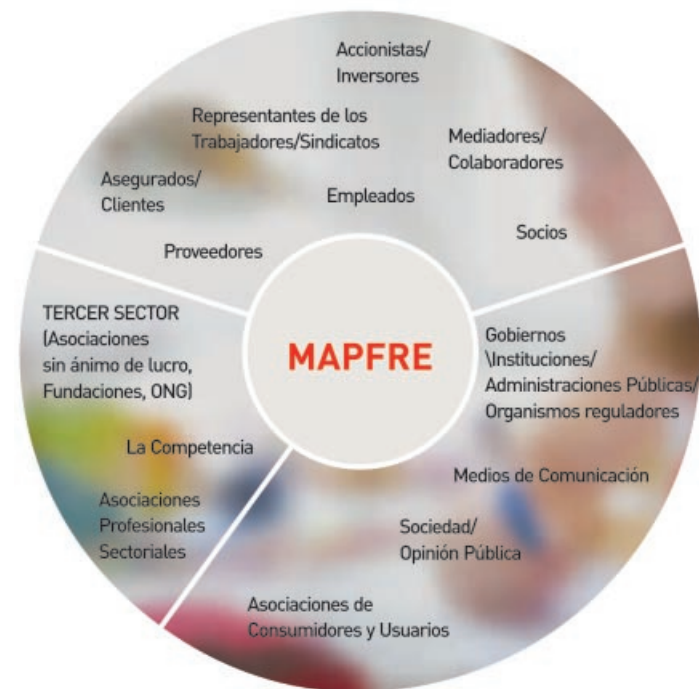 Accionistas/
Inversores
Representantes de los
Trabajadores/Sindicatos
Mediadores/
Colaboradores
Asegurados/
Clientes
Empleados
Socios
Proveedores
TERCER SECTOR
(Asociaciones
sin ánimo de lucro,
Fundaciones, ONG)
MAPFRE
Gobiernos
\Instituciones/
Administraciones Públicas/
Organismos reguladores
La Competencia
Medios de Comunicación
Asociaciones
Profesionales
Sectoriales
Sociedad/
Opinión Pública
Asociaciones de
Consumidores y Usuarios